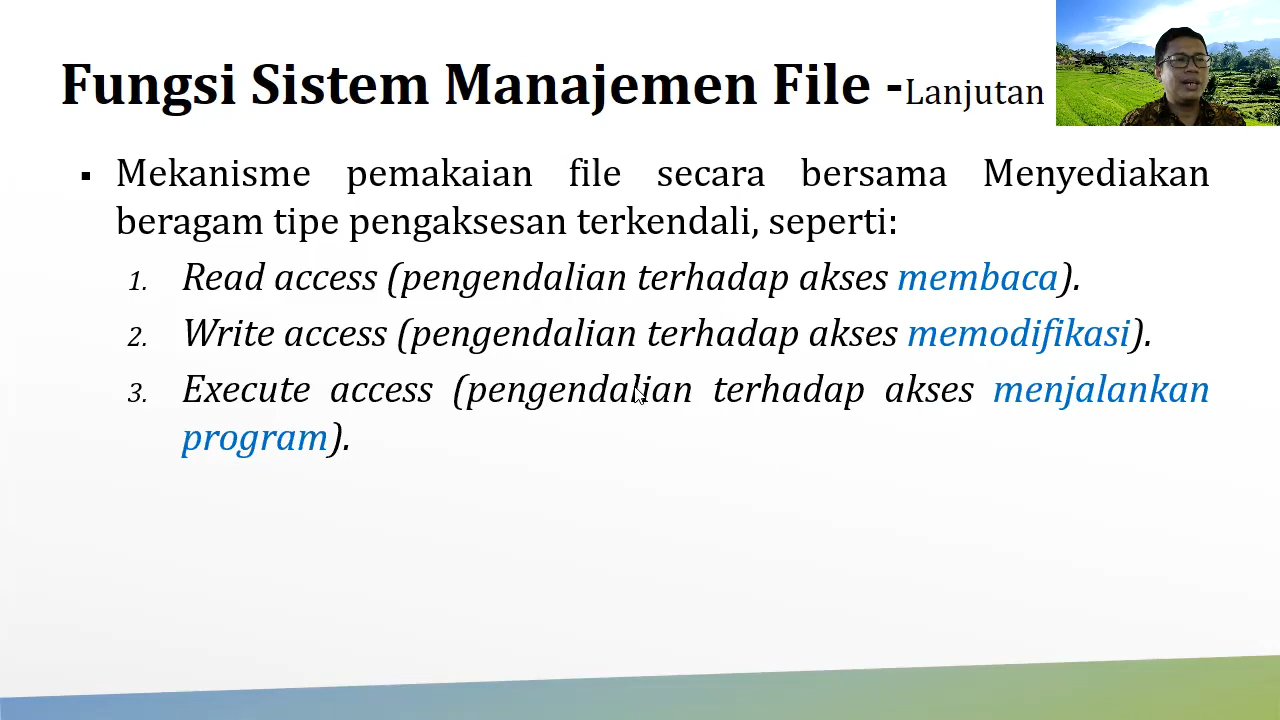 Fungsi Sistem Manajemen File -Lanjutan
▪ Mekanisme pemakaian file secara bersama Menyediakan
beragam tipe pengaksesan terkendali, seperti:
1. Read access (pengendalian terhadap akses membaca).
2. Write access (pengendalian terhadap akses memodifikasi).
3. Execute access (pengendalian terhadap akses menjalankan
program).